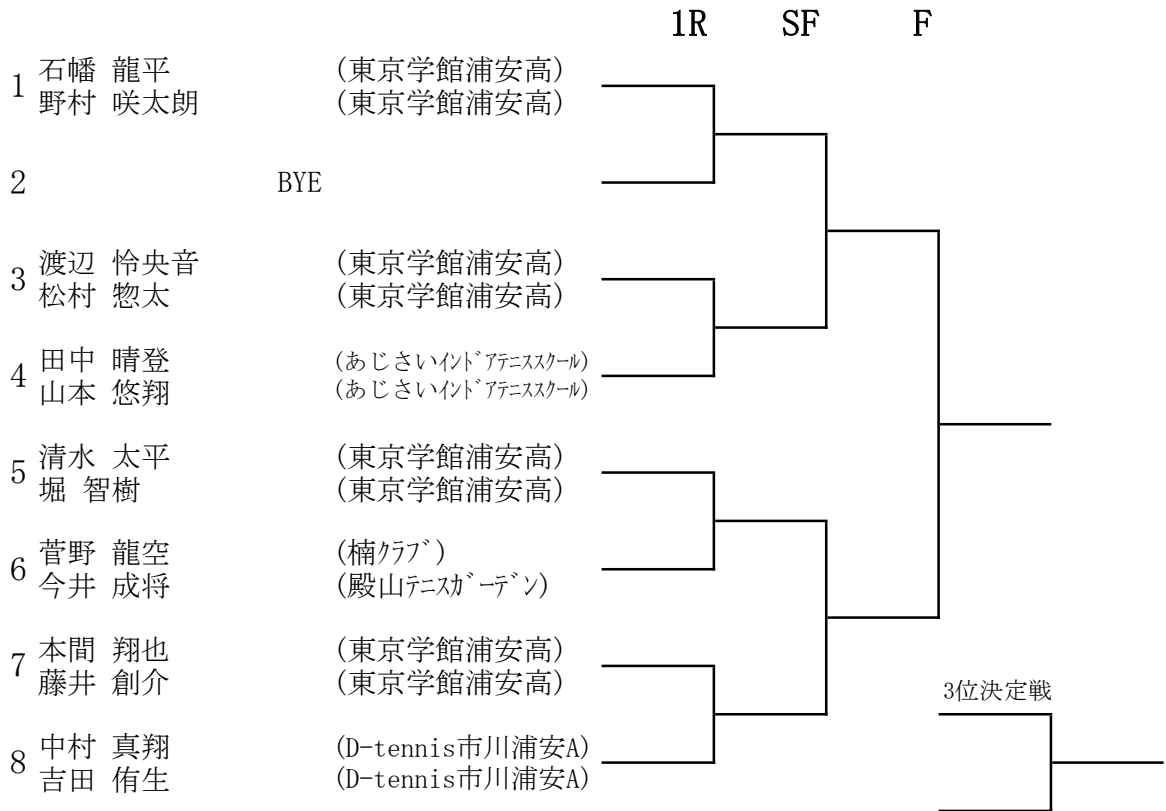 1R SF F
1 石幡 龍平 (東京学館浦安高)
野村 咲太朗 (東京学館浦安高)
2 BYE
3 渡辺 怜央音 (東京学館浦安高)
松村 惣太 (東京学館浦安高)
4 田中 晴登 (あじさいｲﾝﾄﾞｱﾃﾆｽｽｸｰﾙ)
山本 悠翔 (あじさいｲﾝﾄﾞｱﾃﾆｽｽｸｰﾙ)
5 清水 太平 (東京学館浦安高)
堀 智樹 (東京学館浦安高)
6 菅野 龍空 (楠ｸﾗﾌﾞ)
今井 成将 (殿山ﾃﾆｽｶﾞｰﾃﾞﾝ)
7 本間 翔也 (東京学館浦安高)
藤井 創介 (東京学館浦安高)
3位決定戦
8 中村 真翔 (D-tennis市川浦安A)
吉田 侑生 (D-tennis市川浦安A)